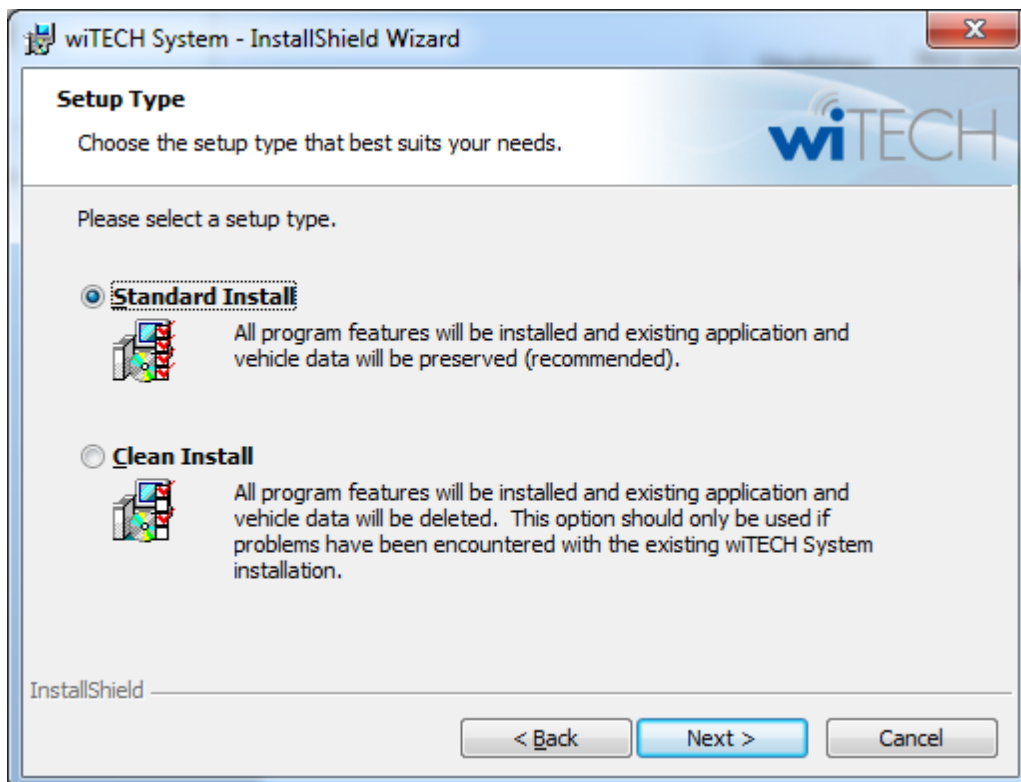 wiTECH System - InstallShield Wizard
Setup Type
Choose the setup type that best suits your needs.
wiTECH
Please select a setup type.
Standard Install
All program features will be installed and existing application and
vehicle data will be preserved (recommended).
Clean Install
All program features will be installed and existing application and
vehicle data will be deleted.  This option should only be used if
problems have been encountered with the existing wiTECH System
installation.
InstallShield
< Back
Next >
Cancel